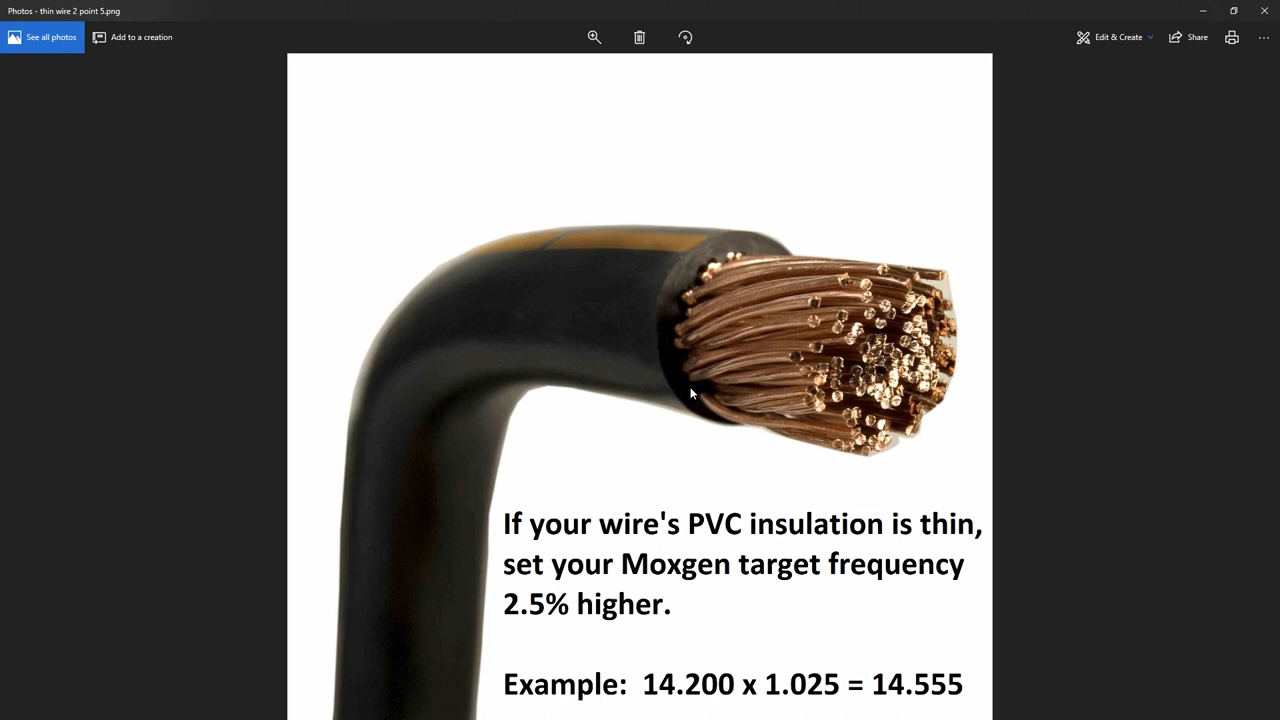 Photos - thin wire 2 point 5.png
See all photos
Add to a creation
Edit & Create
Share
If your wire's PVC insulation is thin,
set your Moxgen target frequency
2.5% higher.
Example: 14.200 x 1.025 = 14.555